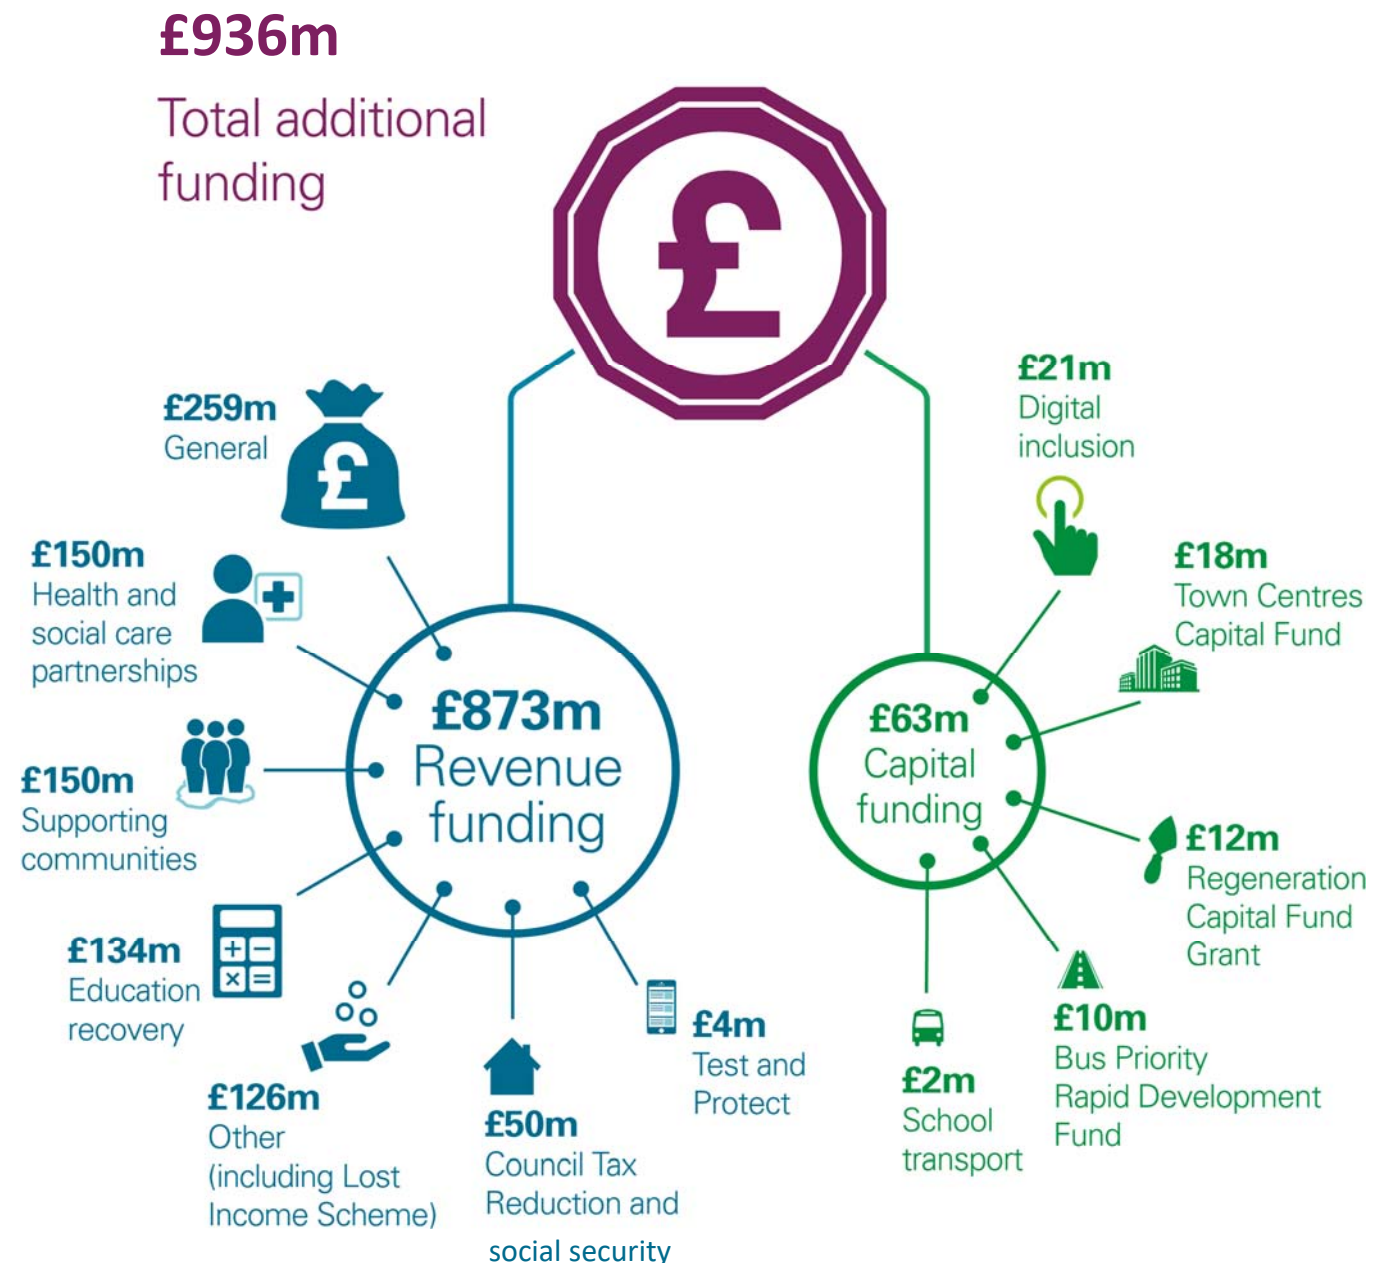 £936m
Total additional
funding
£
£259m
General
£
£150m
Health and
social care
partnerships
£150m
Supporting
communities
£134m
Education
recovery
+ −
× =
£126m
Other
(including Lost
Income Scheme)
£50m
Council Tax
Reduction and
social security
£4m
Test and
Protect
£873m
Revenue
funding
£63m
Capital
funding
£21m
Digital
inclusion
£18m
Town Centres
Capital Fund
£12m
Regeneration
Capital Fund
Grant
£10m
Bus Priority
Rapid Development
Fund
£2m
School
transport